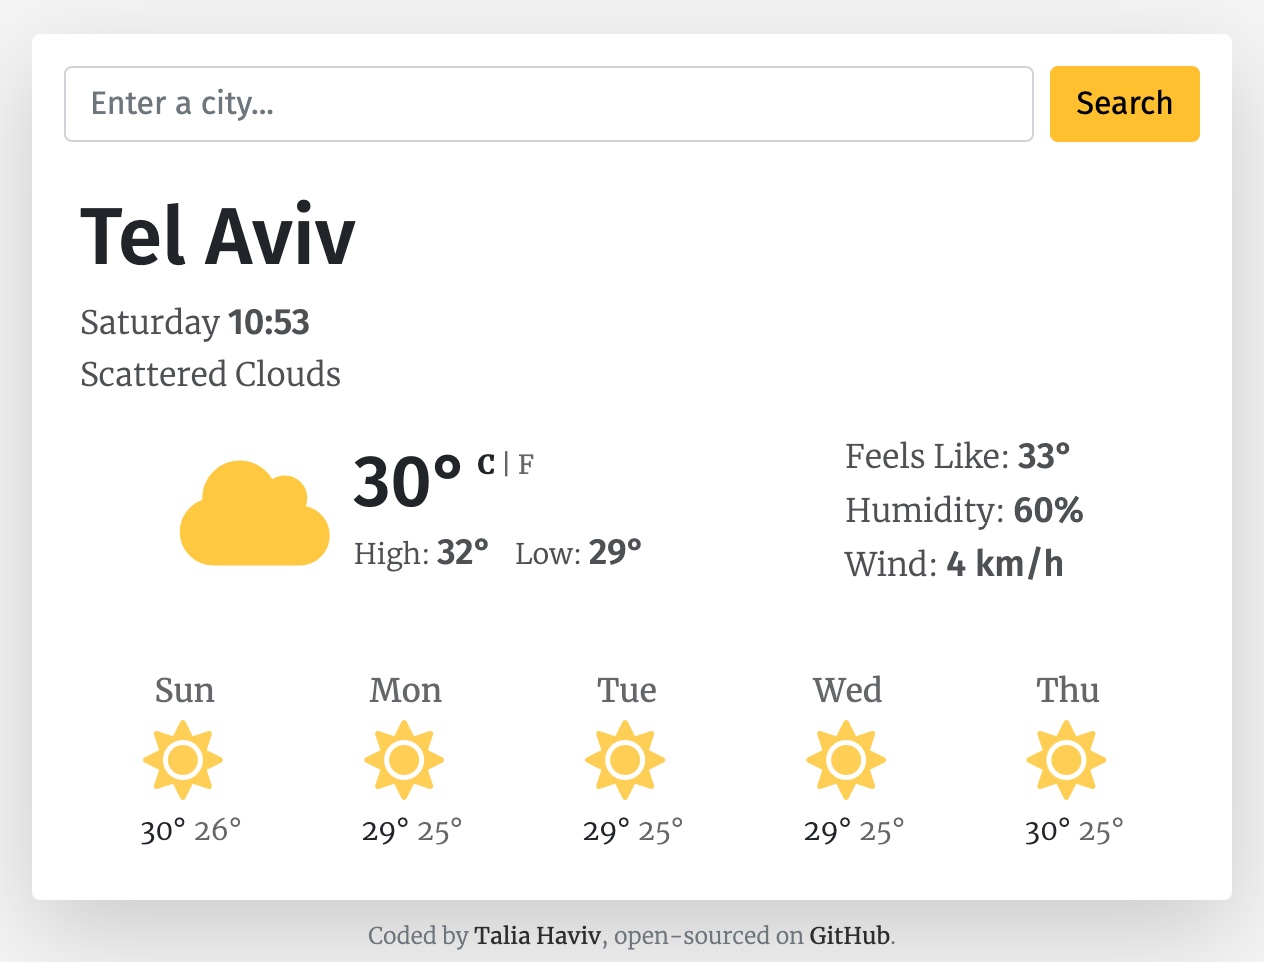 Enter a city...
Search
Tel Aviv
Saturday 10:53
Scattered Clouds
30° C | F
High: 32° Low: 29°
Feels Like: 33°
Humidity: 60%
Wind: 4 km/h
Sun Mon Tue Wed Thu
30° 26° 29° 25° 29° 25° 29° 25° 30° 25°
Coded by Talia Haviv, open-sourced on GitHub.